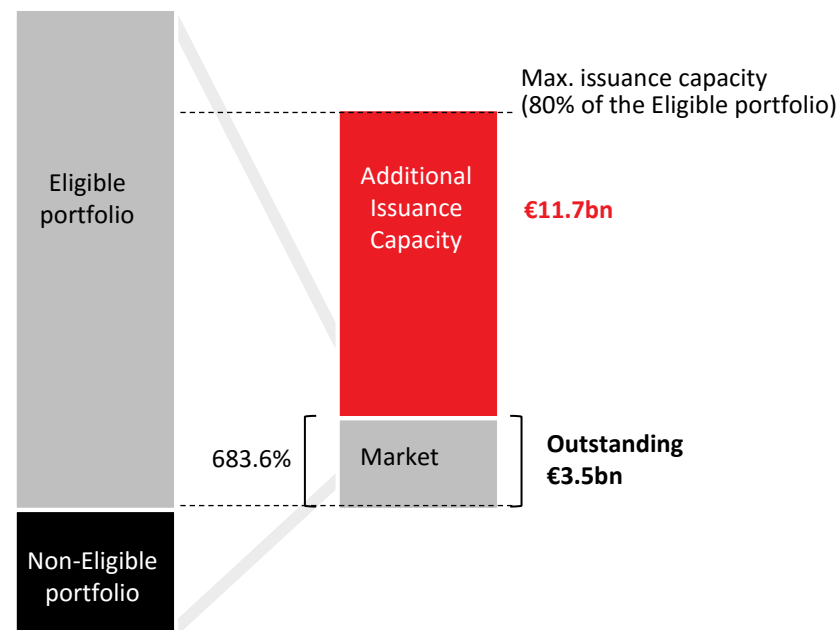 Max. issuance capacity
(80% of the Eligible portfolio)
Eligible
portfolio
Additional
Issuance
Capacity
€11.7bn
683.6%
Market
Outstanding
€3.5bn
Non-Eligible
portfolio